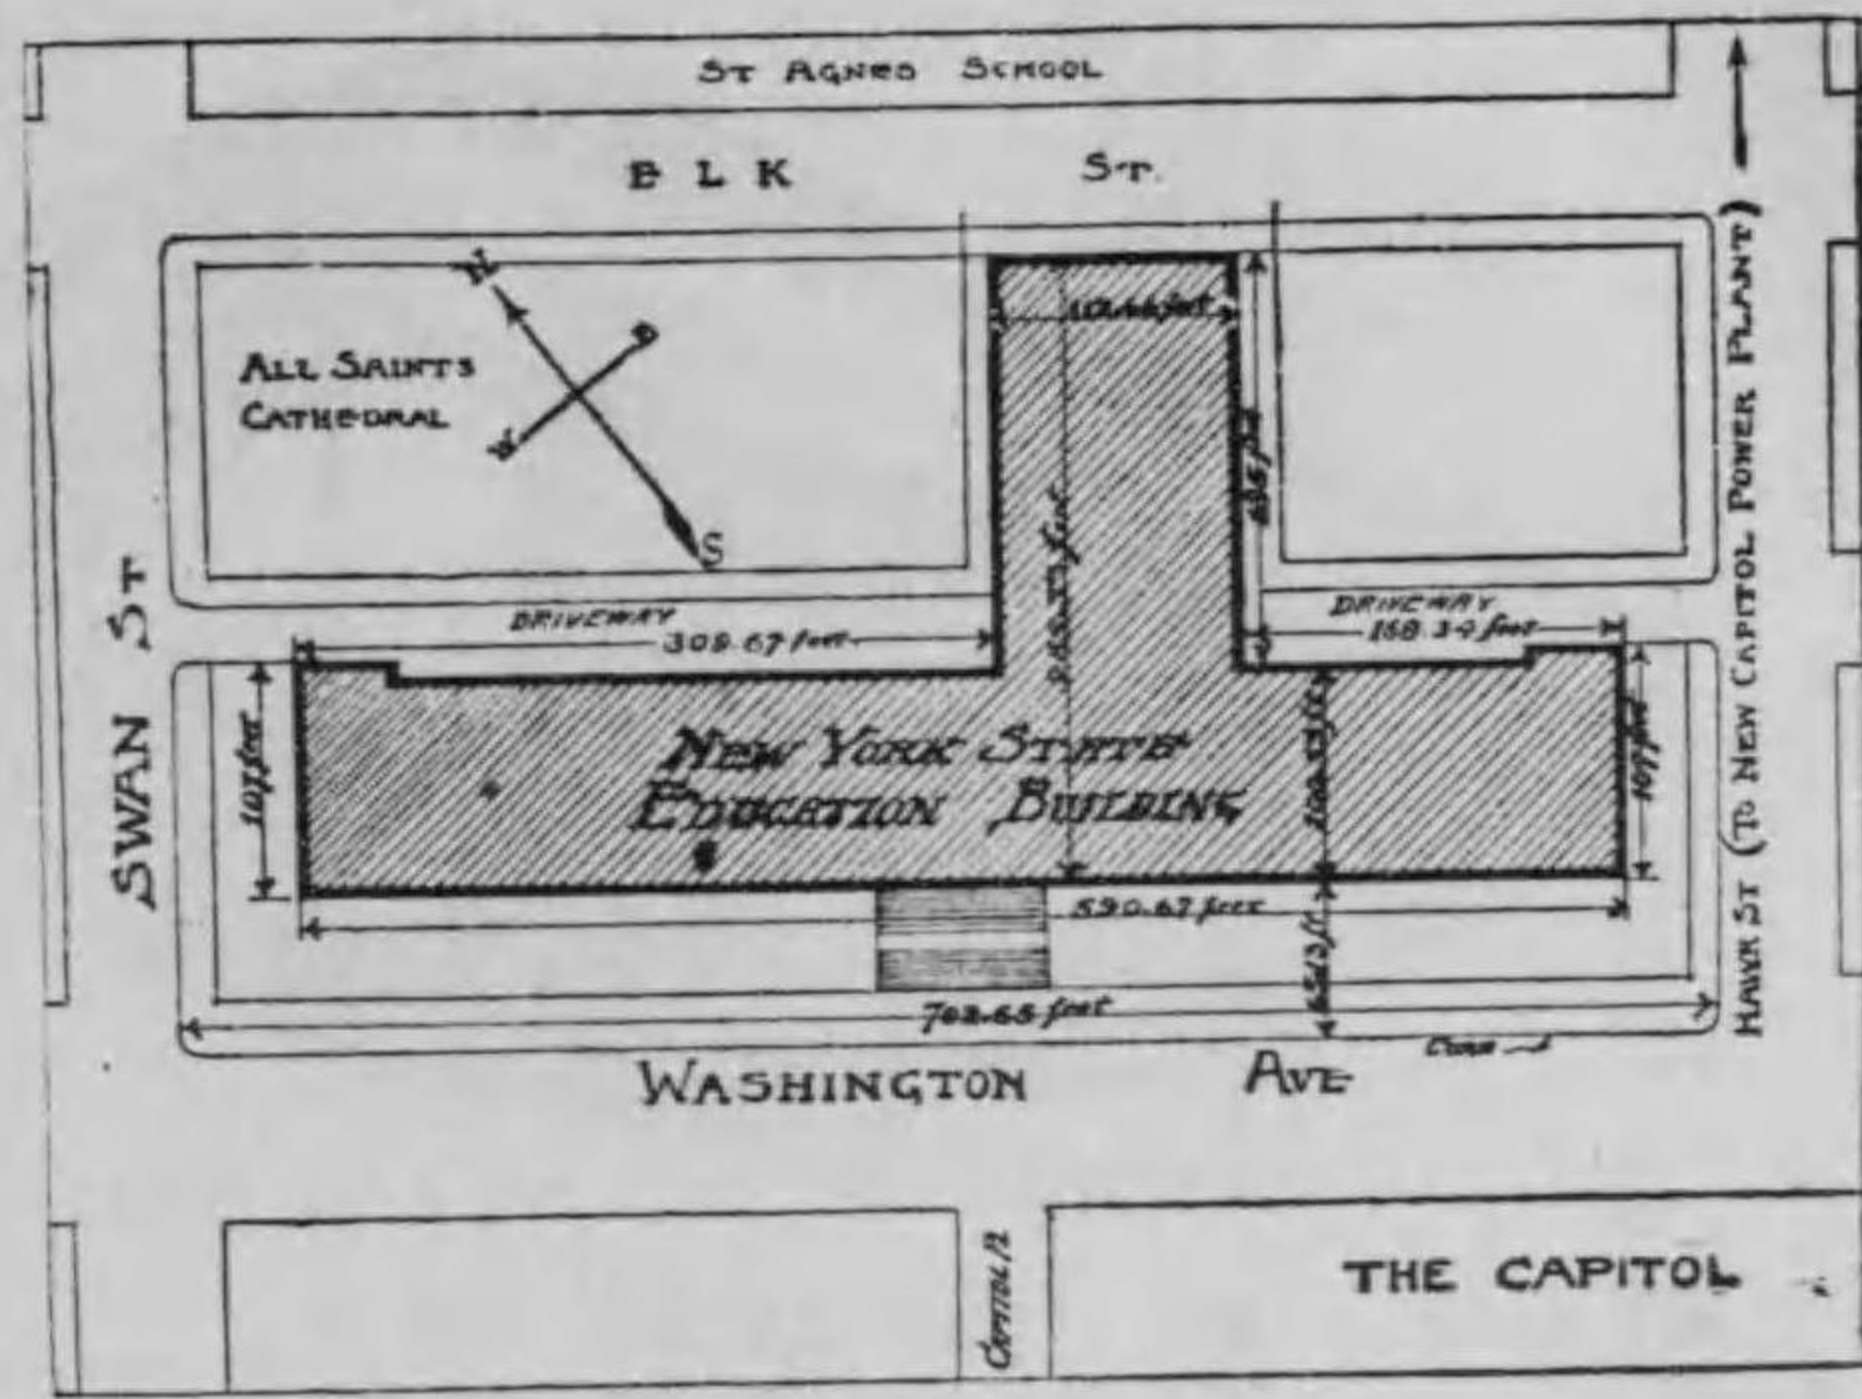 ST AGNES SCHOOL
ELK ST.
N
E
W
S
ALL SAINTS
CATHEDRAL
DRIVEWAY
309.67 feet
DRIVEWAY
168.34 feet
SWAN ST
107 feet
107 feet
NEW YORK STATE
EDUCATION BUILDING
590.67 feet
702.65 feet
WASHINGTON AVE
HAWK ST (TO NEW CAPITOL POWER PLANT)
CAPITOL
THE CAPITOL